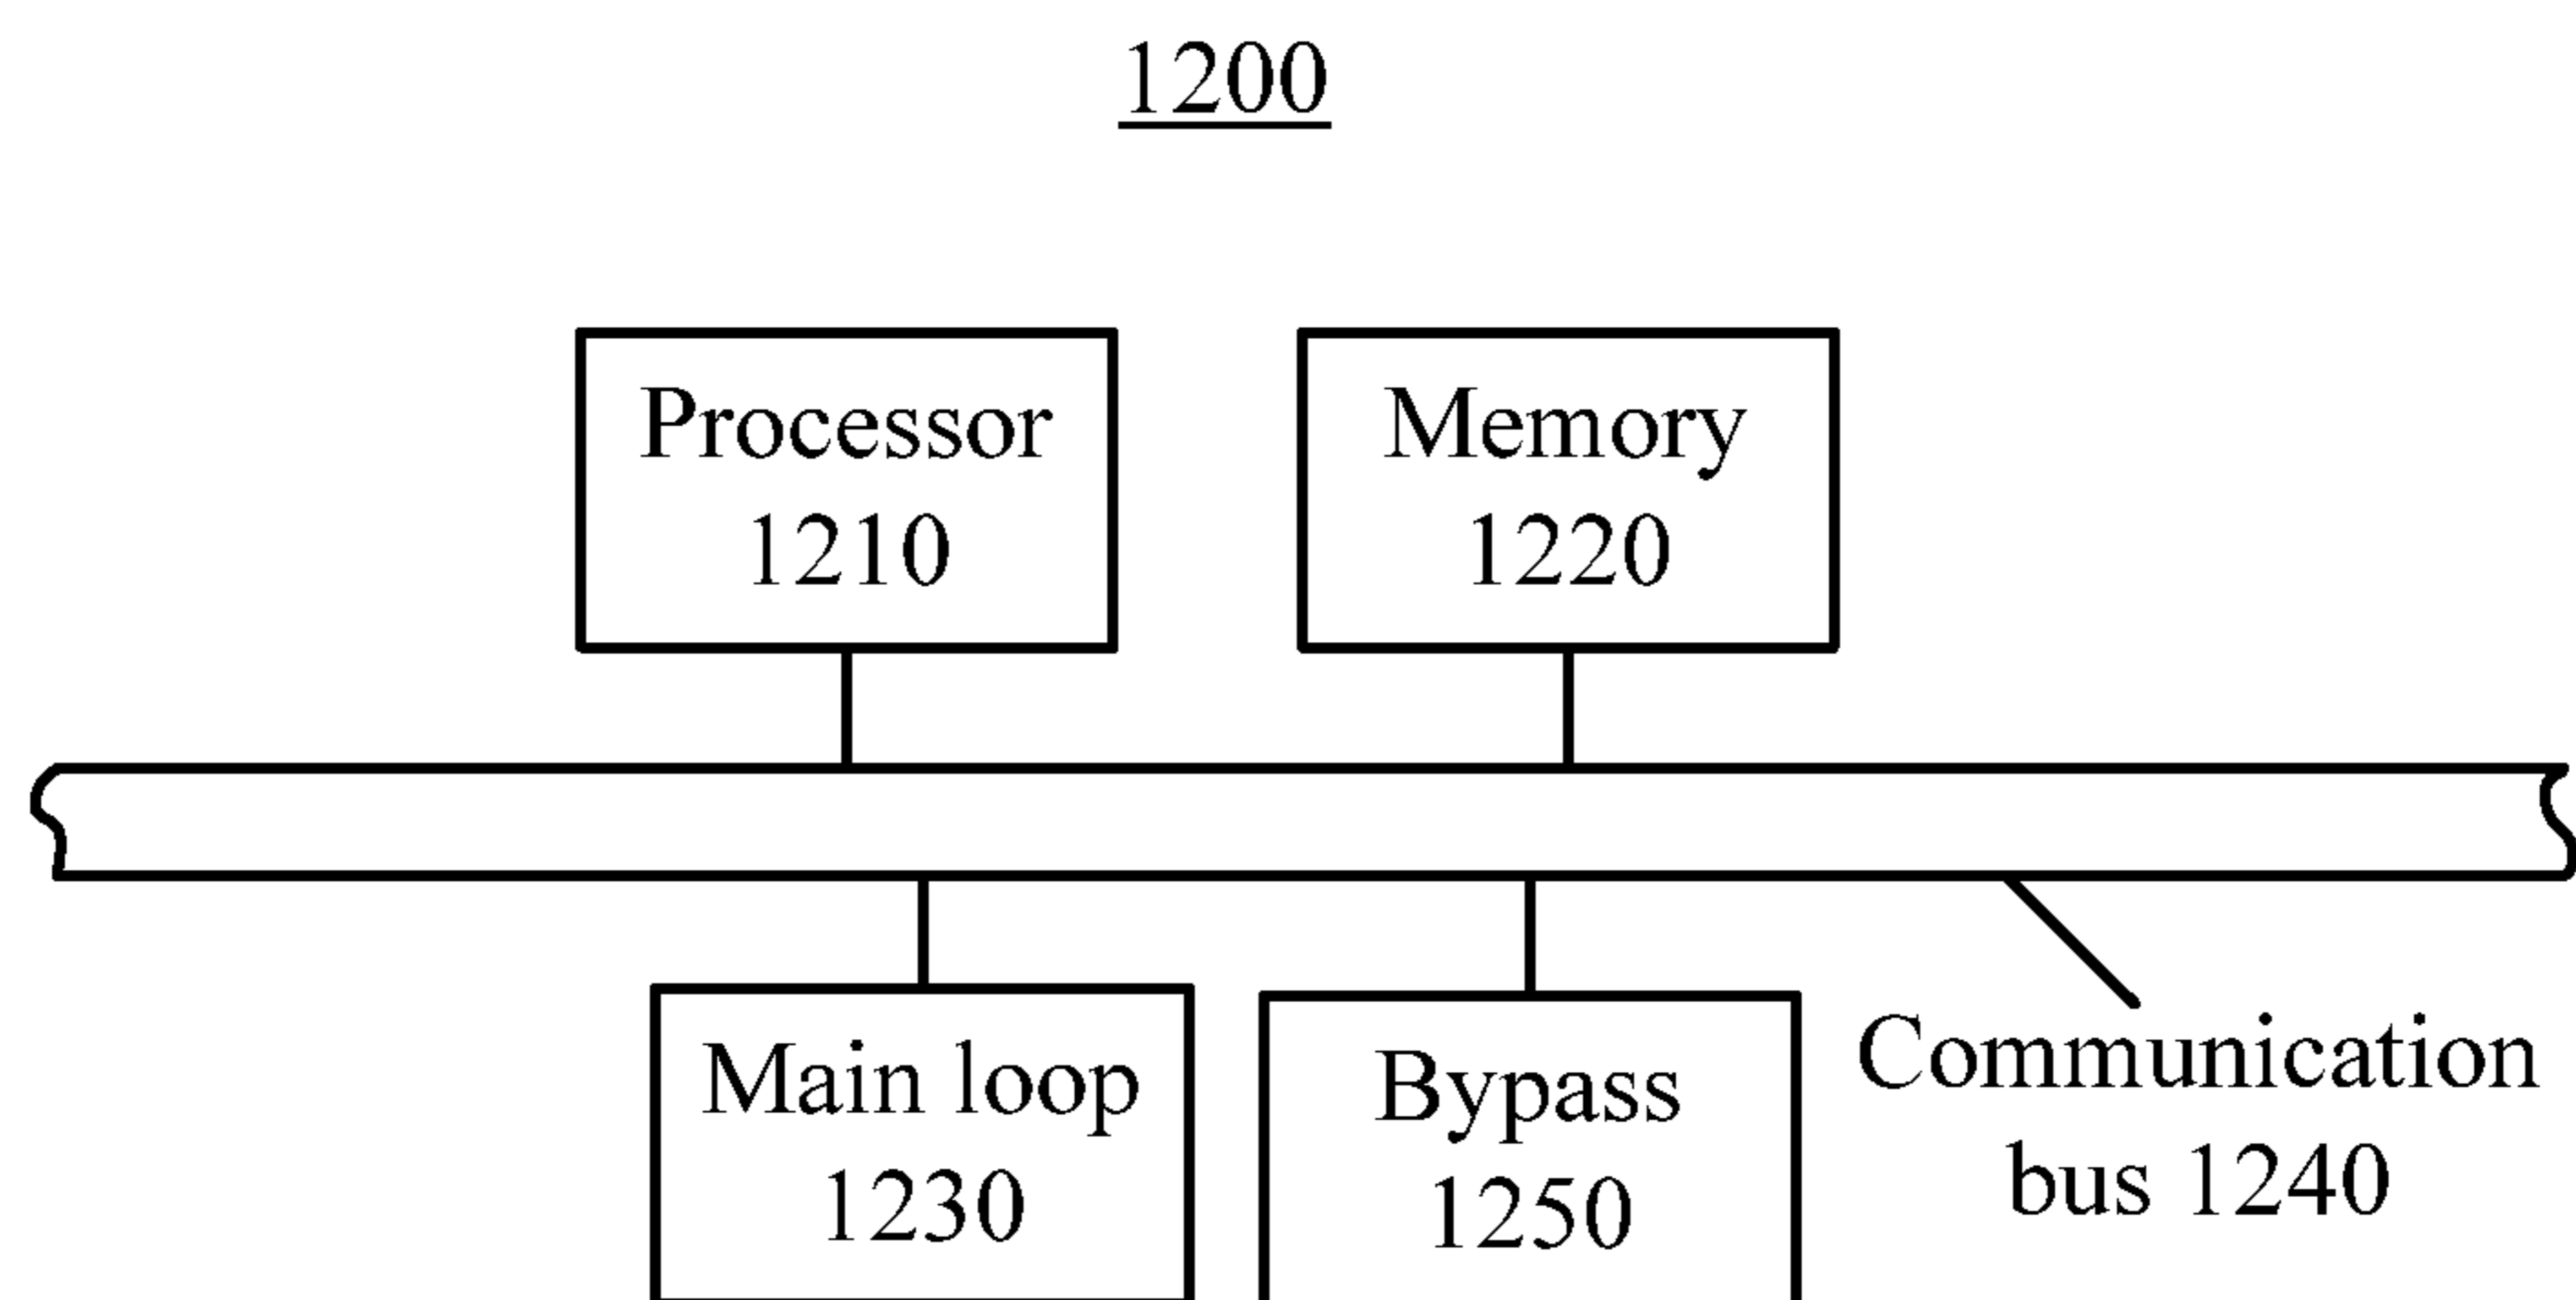 1200
Processor
1210
Memory
1220
Main loop
1230
Bypass
1250
Communication
bus 1240